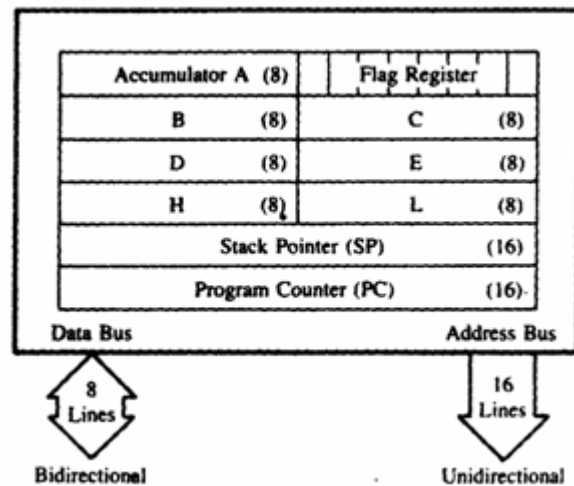 Accumulator A (8) Flag Register
B (8) C (8)
D (8) E (8)
H (8) L (8)
Stack Pointer (SP) (16)
Program Counter (PC) (16)
Data Bus Address Bus
8 Lines 16 Lines
Bidirectional Unidirectional